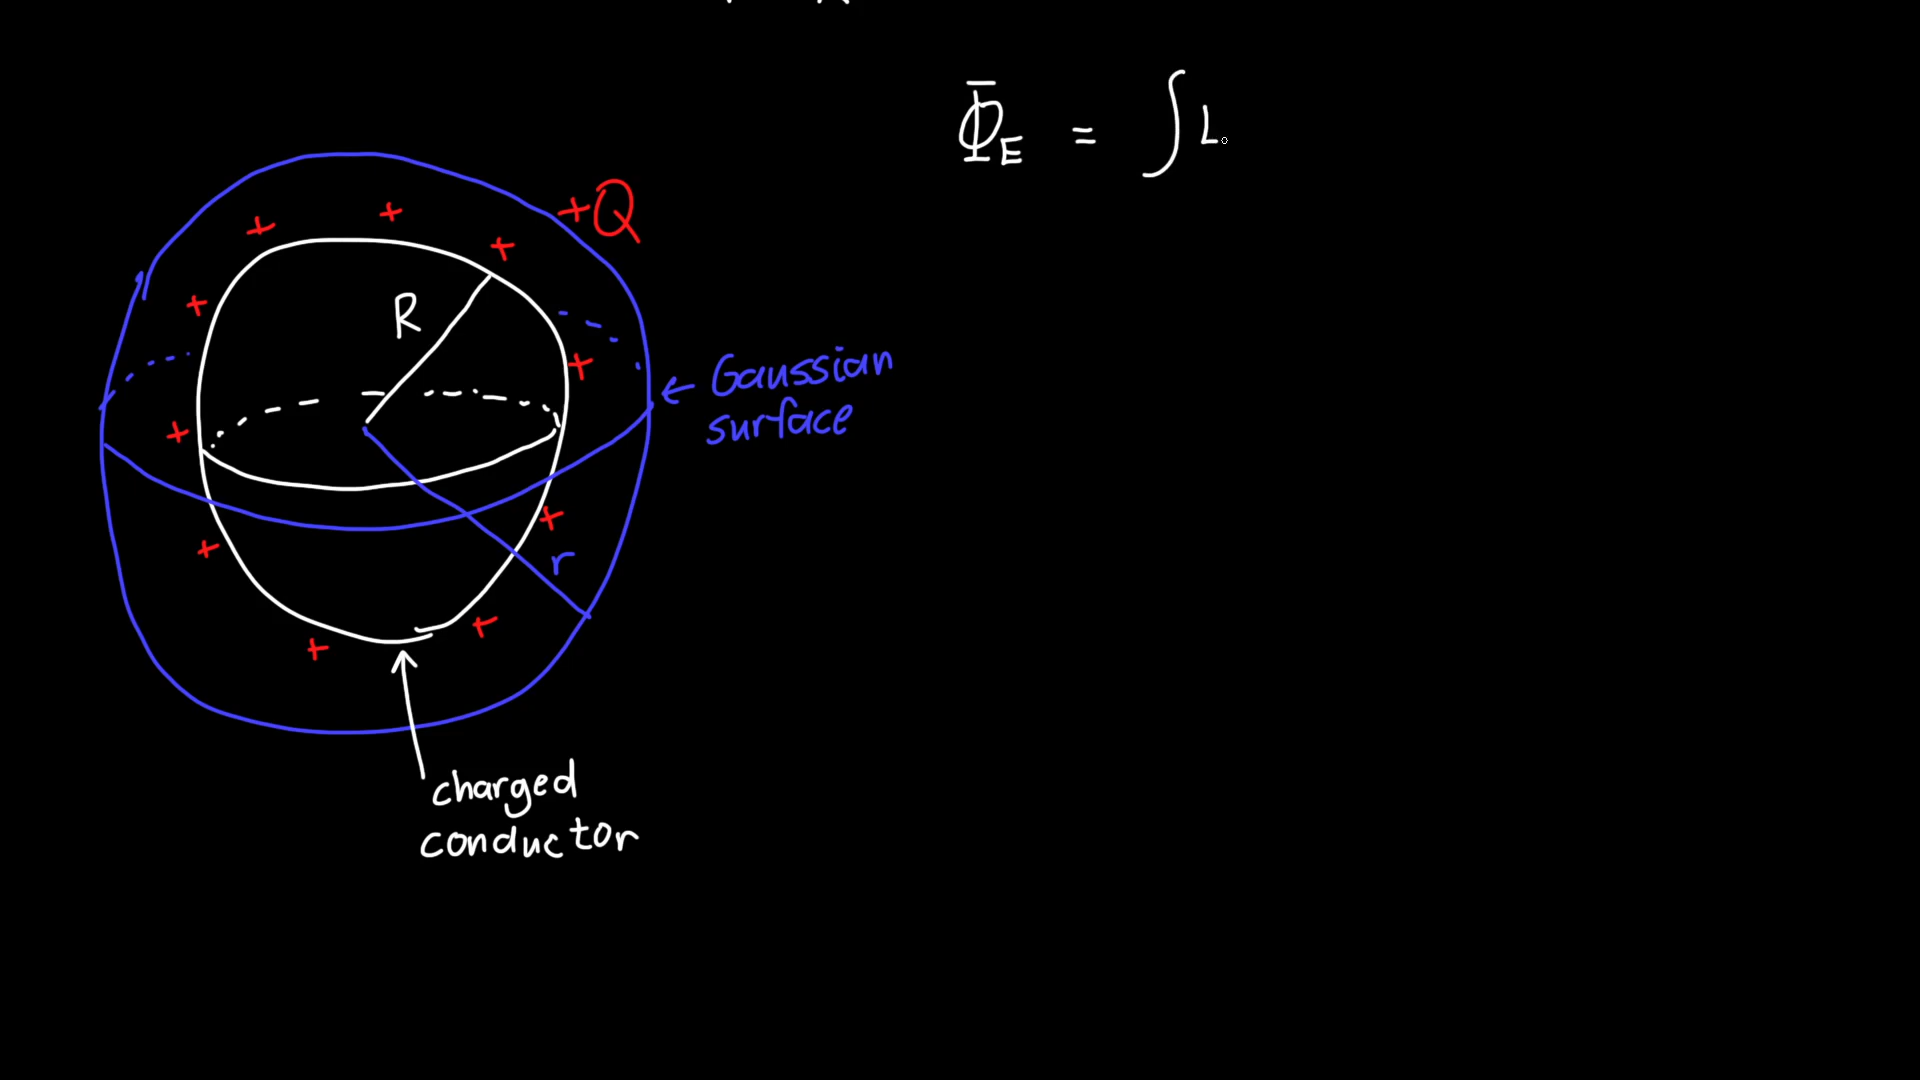 Φ_E = ∫ L
+Q
+ + +
R
+ +
← Gaussian
surface
+
+
r
+
+ +
charged
conductor